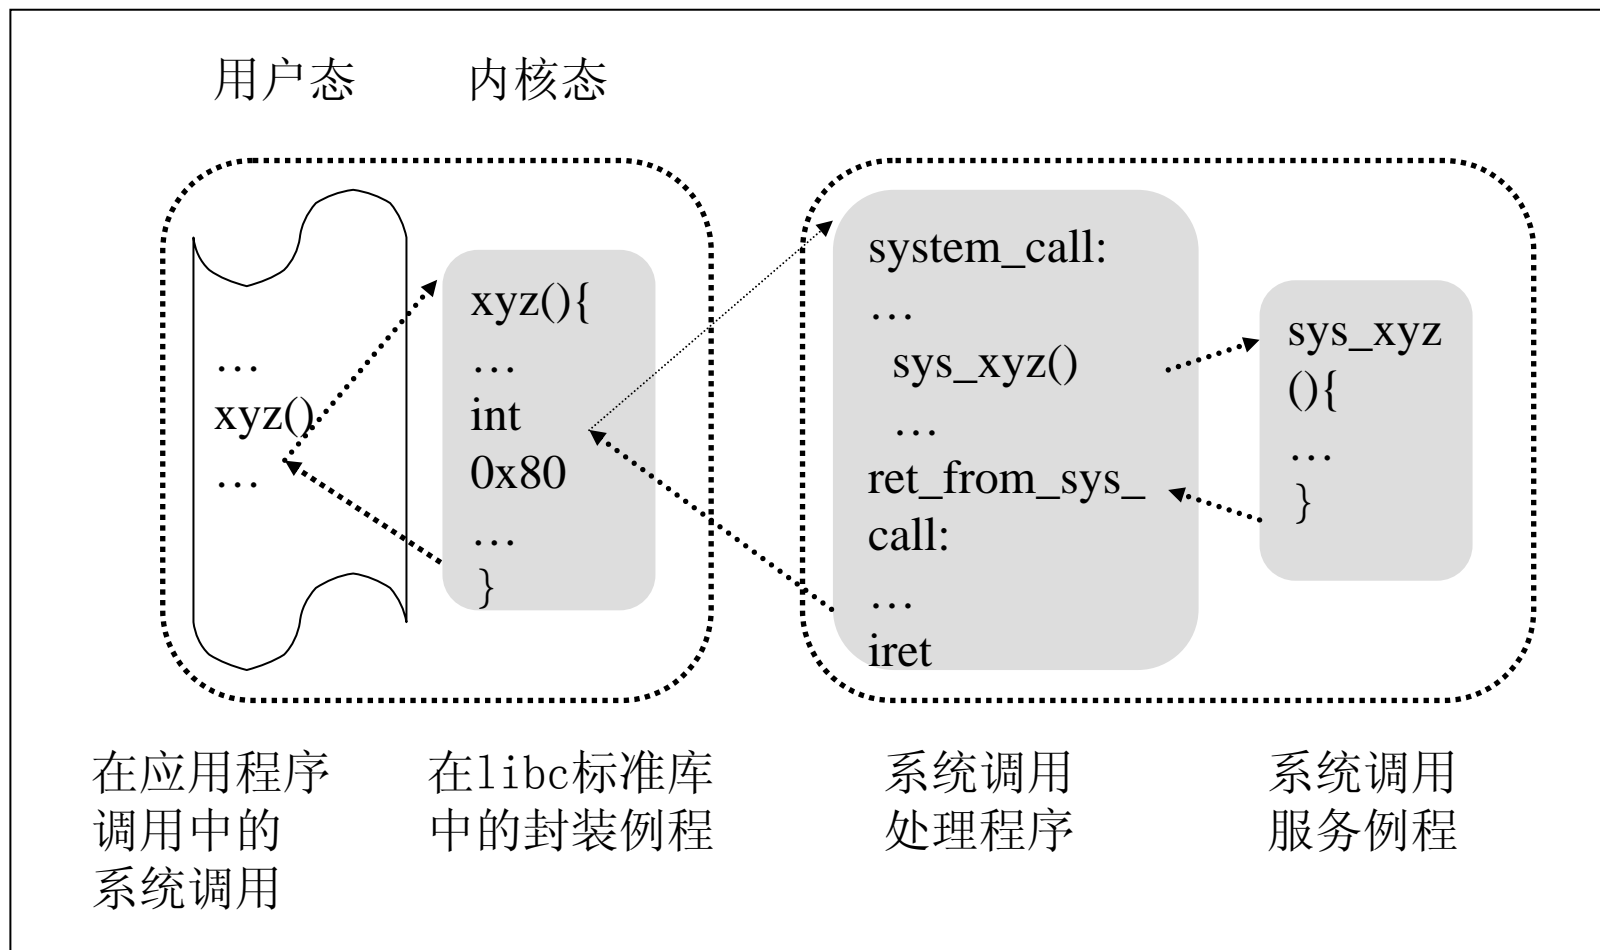 用户态
内核态
…
xyz()
…
xyz(){
…
int
0x80
…
}
system_call:
…
sys_xyz()
…
ret_from_sys_
call:
…
iret
sys_xyz
(){
…
}
在应用程序
调用中的
系统调用
在libc标准库
中的封装例程
系统调用
处理程序
系统调用
服务例程